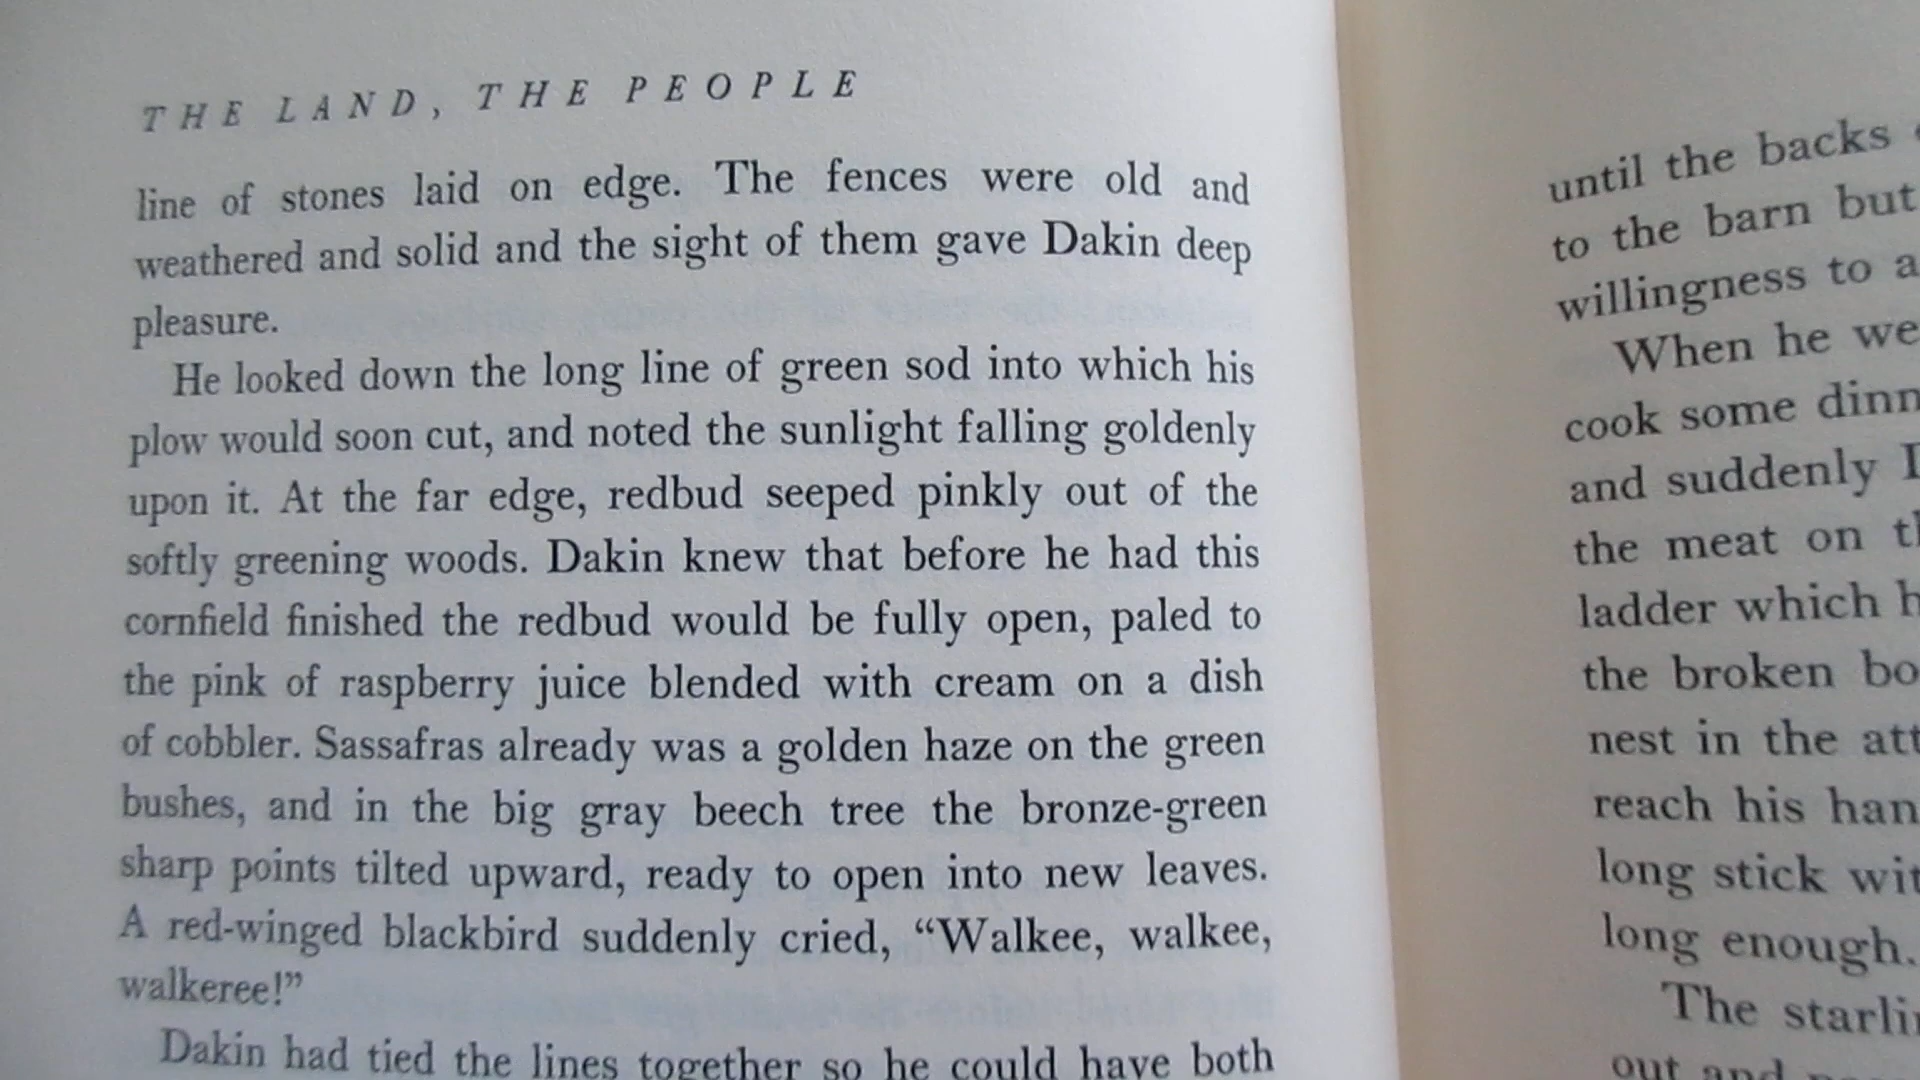 THE LAND, THE PEOPLE
line of stones laid on edge. The fences were old and
weathered and solid and the sight of them gave Dakin deep
pleasure.
He looked down the long line of green sod into which his
plow would soon cut, and noted the sunlight falling goldenly
upon it. At the far edge, redbud seeped pinkly out of the
softly greening woods. Dakin knew that before he had this
cornfield finished the redbud would be fully open, paled to
the pink of raspberry juice blended with cream on a dish
of cobbler. Sassafras already was a golden haze on the green
bushes, and in the big gray beech tree the bronze-green
sharp points tilted upward, ready to open into new leaves.
A red-winged blackbird suddenly cried, “Walkee, walkee,
walkeree!”
Dakin had tied the lines together so he could have both
until the backs
to the barn but
willingness to
When he
cook some
and suddenly
the meat on
ladder which
the broken
nest in the
reach his
long stick
long enough.
The
out and